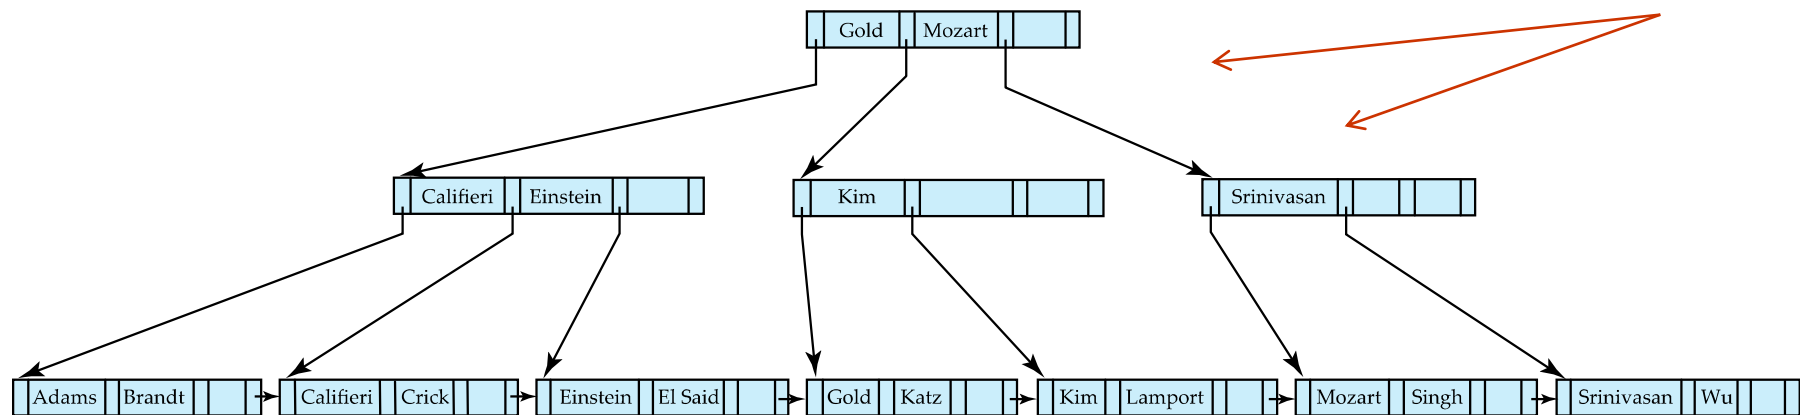 Gold Mozart
Califieri Einstein
Kim
Srinivasan
Adams Brandt
Califieri Crick
Einstein El Said
Gold Katz
Kim Lamport
Mozart Singh
Srinivasan Wu